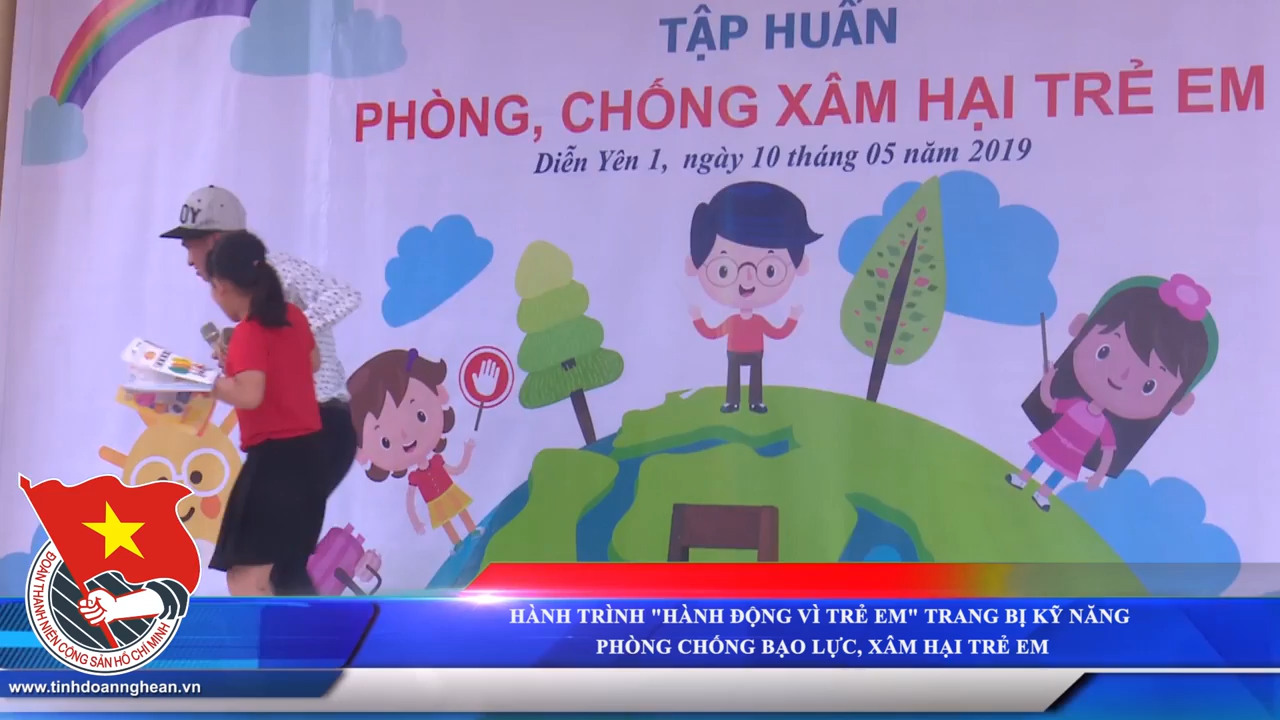 TẬP HUẤN
PHÒNG, CHỐNG XÂM HẠI TRẺ EM
Diễn Yên 1, ngày 10 tháng 05 năm 2019
OY
ĐOÀN THANH NIÊN CỘNG SẢN HỒ CHÍ MINH
HÀNH TRÌNH "HÀNH ĐỘNG VÌ TRẺ EM" TRANG BỊ KỸ NĂNG
PHÒNG CHỐNG BẠO LỰC, XÂM HẠI TRẺ EM
www.tinhdoannghean.vn